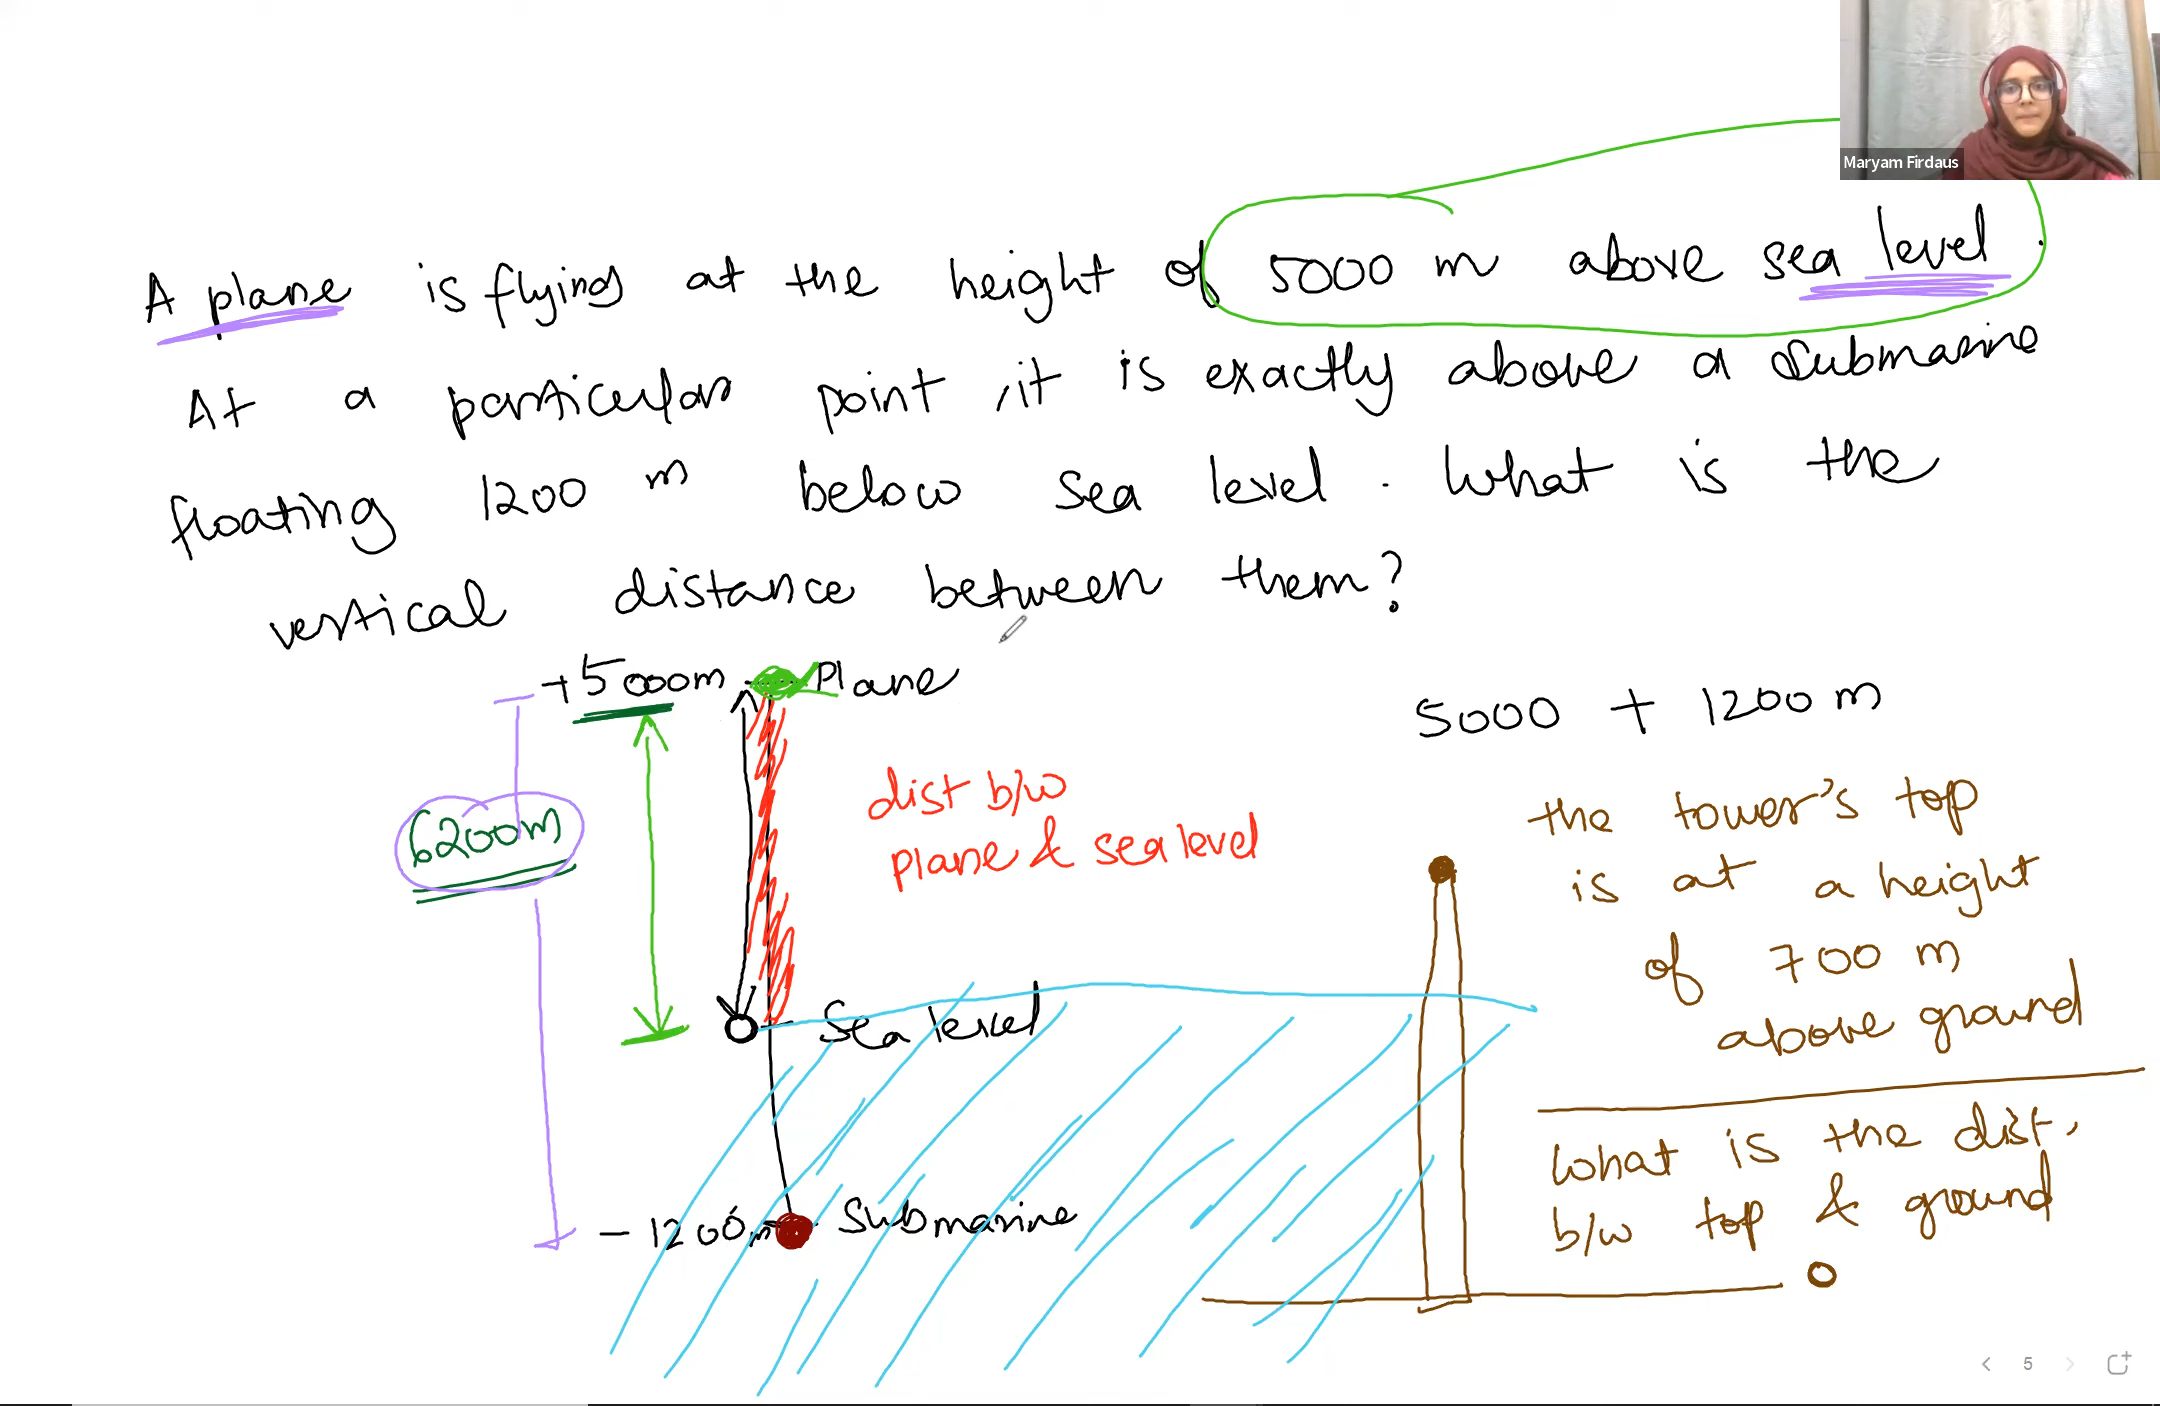 Maryam Firdaus
A plane is flying at the height of 5000 m above sea level.
At a particular point, it is exactly above a submarine
floating 1200 m below sea level. What is the
vertical distance between them?
+5000m Plane
5000 + 1200 m
6200m
dist b/w
plane & sea level
the tower's top
is at a height
of 700 m
above ground
Sea level
What is the dist.
b/w top & ground
-1200m Submarine
0
5